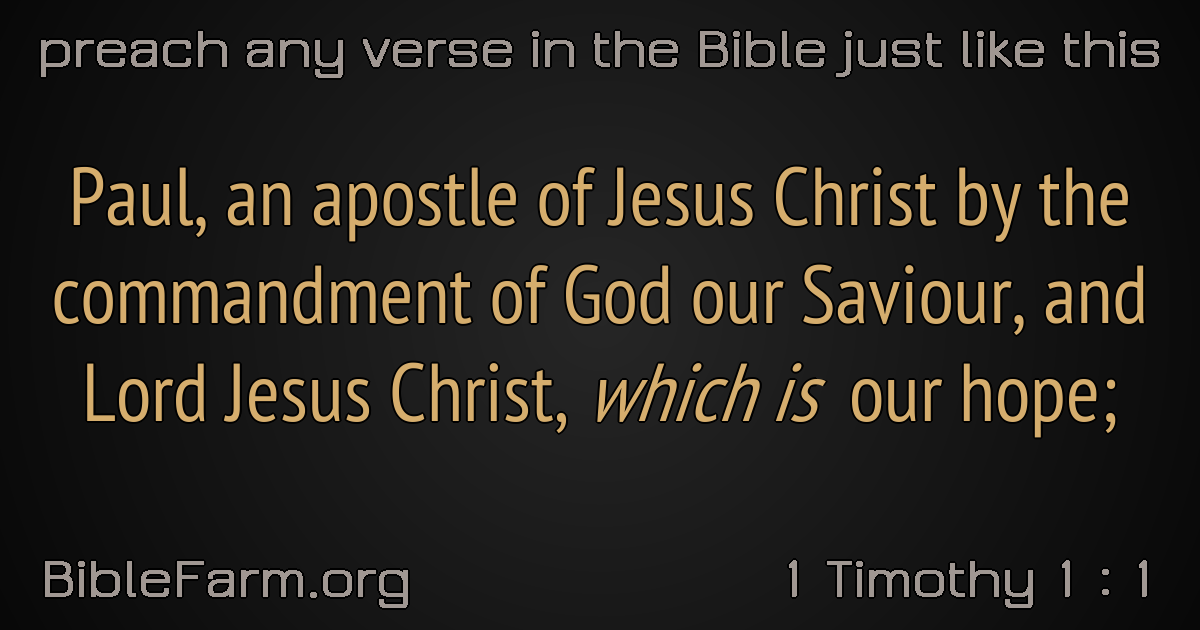 preach any verse in the Bible just like this
Paul, an apostle of Jesus Christ by the
commandment of God our Saviour, and
Lord Jesus Christ, which is our hope;
BibleFarm.org
1 Timothy 1 : 1